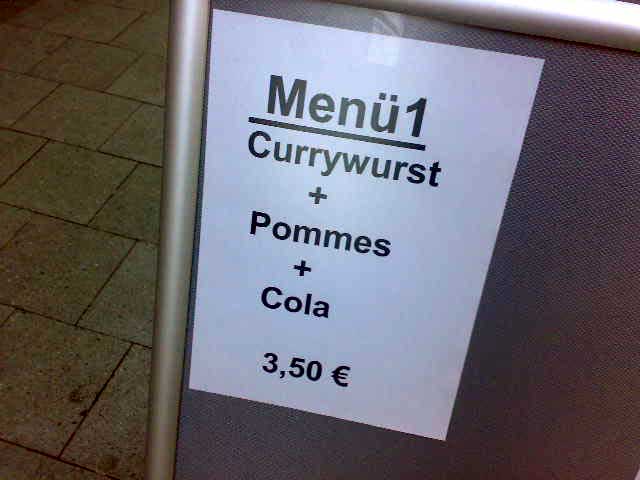 Menü1
Currywurst
+
Pommes
+
Cola
3,50 €